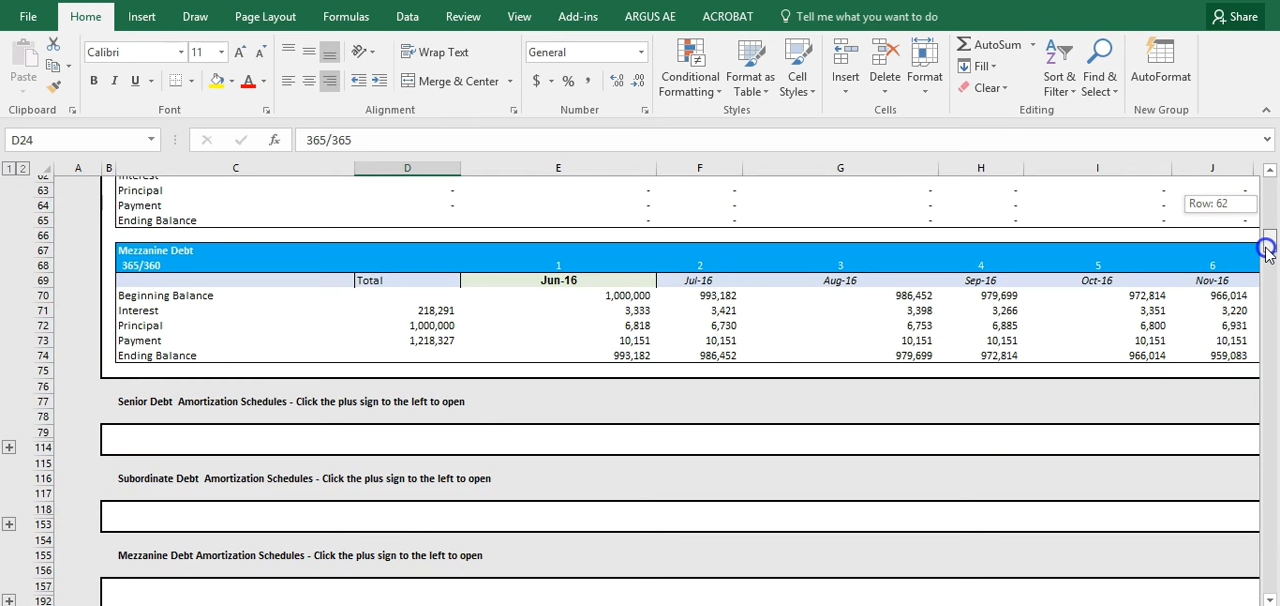 File Home Insert Draw Page Layout Formulas Data Review View Add-ins ARGUS AE ACROBAT Tell me what you want to do Share
Paste Calibri 11 A A Wrap Text General Conditional Formatting Format as Table Cell Styles Insert Delete Format AutoSum Fill Clear Sort & Filter Find & Select AutoFormat
B I U A Merge & Center $ % , .00 .0
Clipboard Font Alignment Number Styles Cells Editing New Group
D24 fx 365/365
1 2 A B C D E F G H I J
62 Interest
63 Principal - - - - - -
64 Payment - - - - - - Row: 62
65 Ending Balance - - - - -
66
67 Mezzanine Debt
68 365/360 1 2 3 4 5 6
69 Total Jun-16 Jul-16 Aug-16 Sep-16 Oct-16 Nov-16
70 Beginning Balance 1,000,000 993,182 986,452 979,699 972,814 966,014
71 Interest 218,291 3,333 3,421 3,398 3,266 3,351 3,220
72 Principal 1,000,000 6,818 6,730 6,753 6,885 6,800 6,931
73 Payment 1,218,327 10,151 10,151 10,151 10,151 10,151 10,151
74 Ending Balance 993,182 986,452 979,699 972,814 966,014 959,083
75
76
77 Senior Debt  Amortization Schedules - Click the plus sign to the left to open
78
79
114
115
116 Subordinate Debt  Amortization Schedules - Click the plus sign to the left to open
117
118
153
154
155 Mezzanine Debt Amortization Schedules - Click the plus sign to the left to open
156
157
192